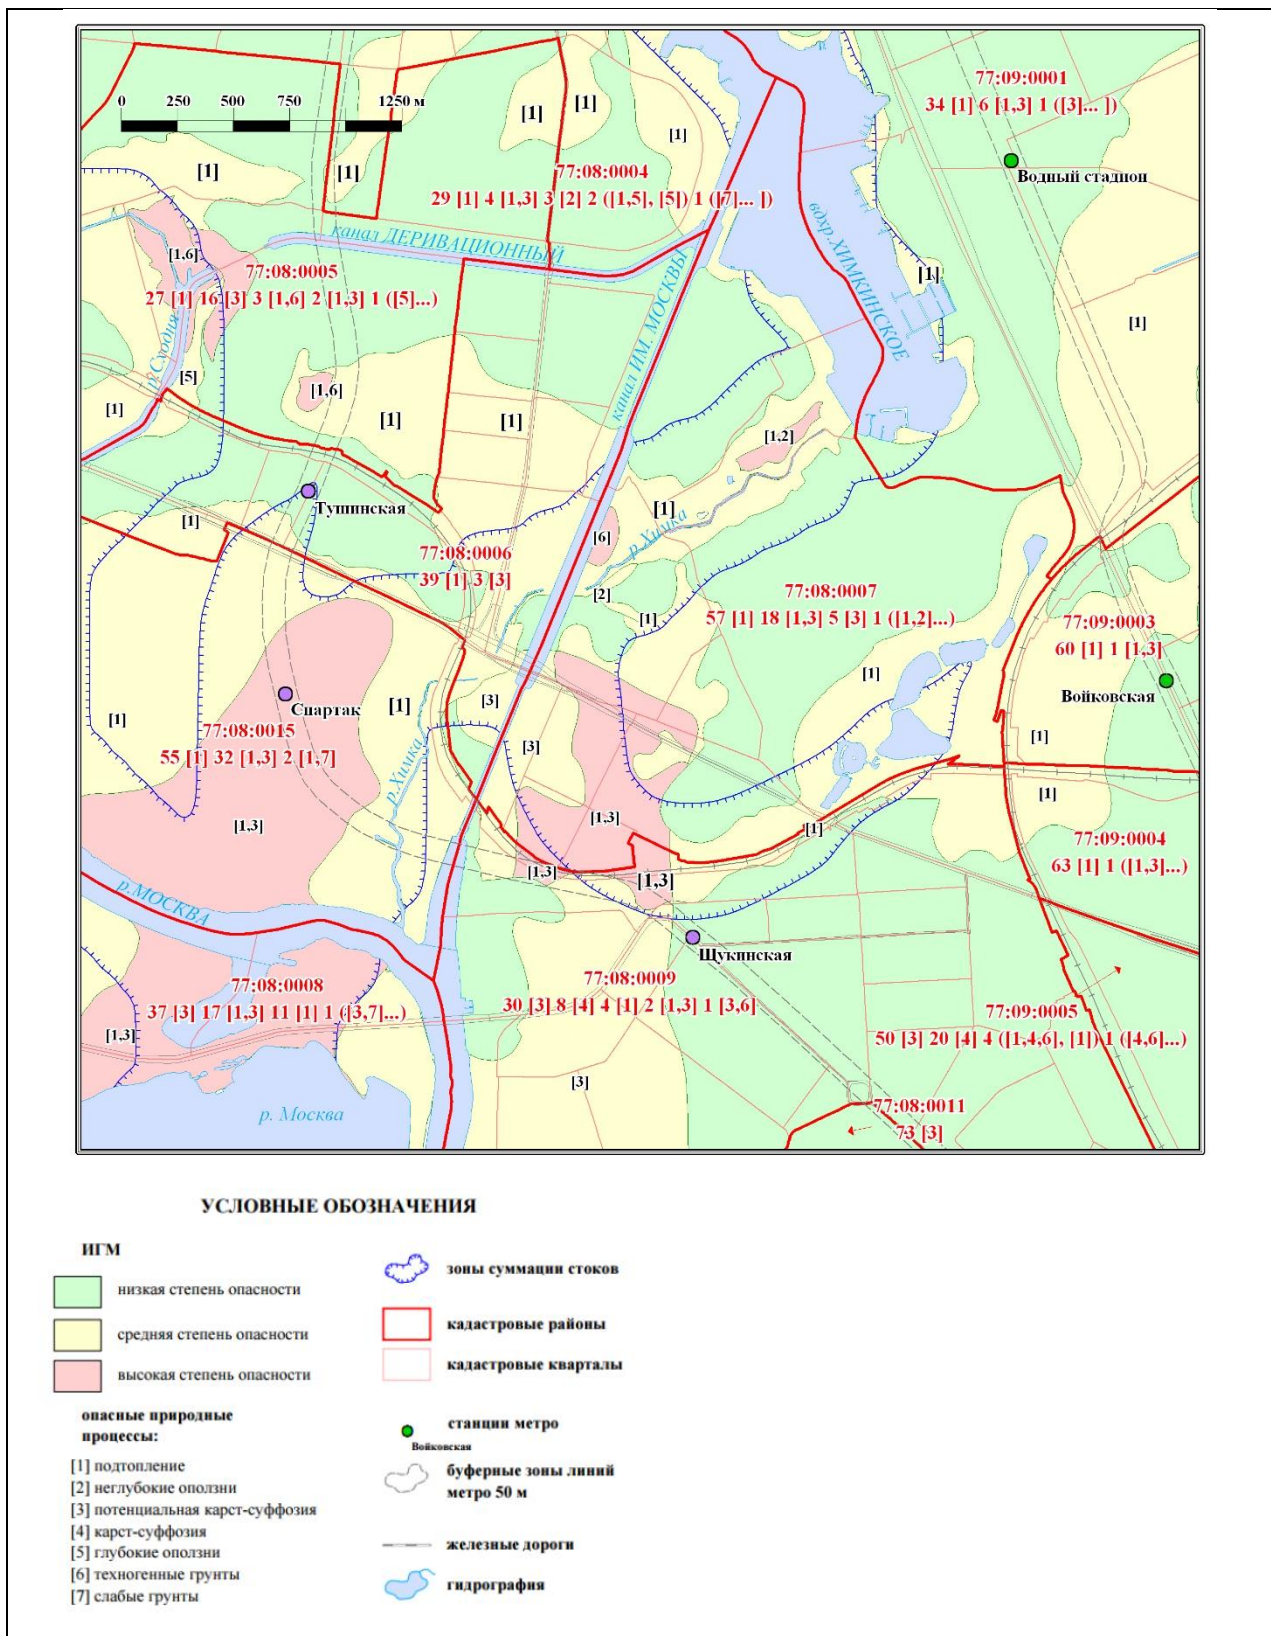 0 250 500 750 1250 м
77:09:0001
34 [1] 6 [1,3] 1 ([3]... ])
Водный стадион
[1]
[1]
[1]
[1]
[1]
77:08:0004
29 [1] 4 [1,3] 3 [2] 2 ([1,5], [5]) 1 ([7]... ])
канал ДЕРИВАЦИОННЫЙ
вдхр.ХИМКИНСКОЕ
[1,6]
77:08:0005
27 [1] 16 [3] 3 [1,6] 2 [1,3] 1 ([5]...)
[1]
[1]
р.Сходня
канал ИМ. МОСКВЫ
[5]
[1,6]
[1]
[1]
[1]
[1,2]
Тушинская
[1]
[1]
р.Химка
[6]
77:08:0006
39 [1] 3 [3]
[2]
77:08:0007
57 [1] 18 [1,3] 5 [3] 1 ([1,2]...)
[1]
77:09:0003
60 [1] 1 [1,3]
[1]
Войковская
[3]
Спартак
[1]
[1]
77:08:0015
55 [1] 32 [1,3] 2 [1,7]
[3]
[1]
р.Химка
[1]
[1,3]
[1,3]
[1]
77:09:0004
63 [1] 1 ([1,3]...)
[1,3]
[1,3]
р.МОСКВА
Щукинская
77:08:0008
37 [3] 17 [1,3] 11 [1] 1 ([3,7]...)
77:08:0009
30 [3] 8 [4] 4 [1] 2 [1,3] 1 [3,6]
77:09:0005
50 [3] 20 [4] 4 ([1,4,6], [1]) 1 ([4,6]...)
[1,3]
[3]
р. Москва
77:08:0011
73 [3]
УСЛОВНЫЕ ОБОЗНАЧЕНИЯ
ИГМ
низкая степень опасности
средняя степень опасности
высокая степень опасности
опасные природные
процессы:
[1] подтопление
[2] неглубокие оползни
[3] потенциальная карст-суффозия
[4] карст-суффозия
[5] глубокие оползни
[6] техногенные грунты
[7] слабые грунты
зоны суммации стоков
кадастровые районы
кадастровые кварталы
станции метро
Войковская
буферные зоны линий
метро 50 м
железные дороги
гидрография